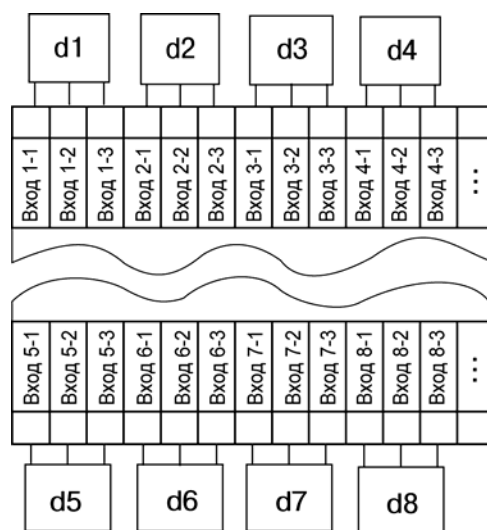 d1 d2 d3 d4
Вход 1-1
Вход 1-2
Вход 1-3
Вход 2-1
Вход 2-2
Вход 2-3
Вход 3-1
Вход 3-2
Вход 3-3
Вход 4-1
Вход 4-2
Вход 4-3
...
Вход 5-1
Вход 5-2
Вход 5-3
Вход 6-1
Вход 6-2
Вход 6-3
Вход 7-1
Вход 7-2
Вход 7-3
Вход 8-1
Вход 8-2
Вход 8-3
...
d5 d6 d7 d8